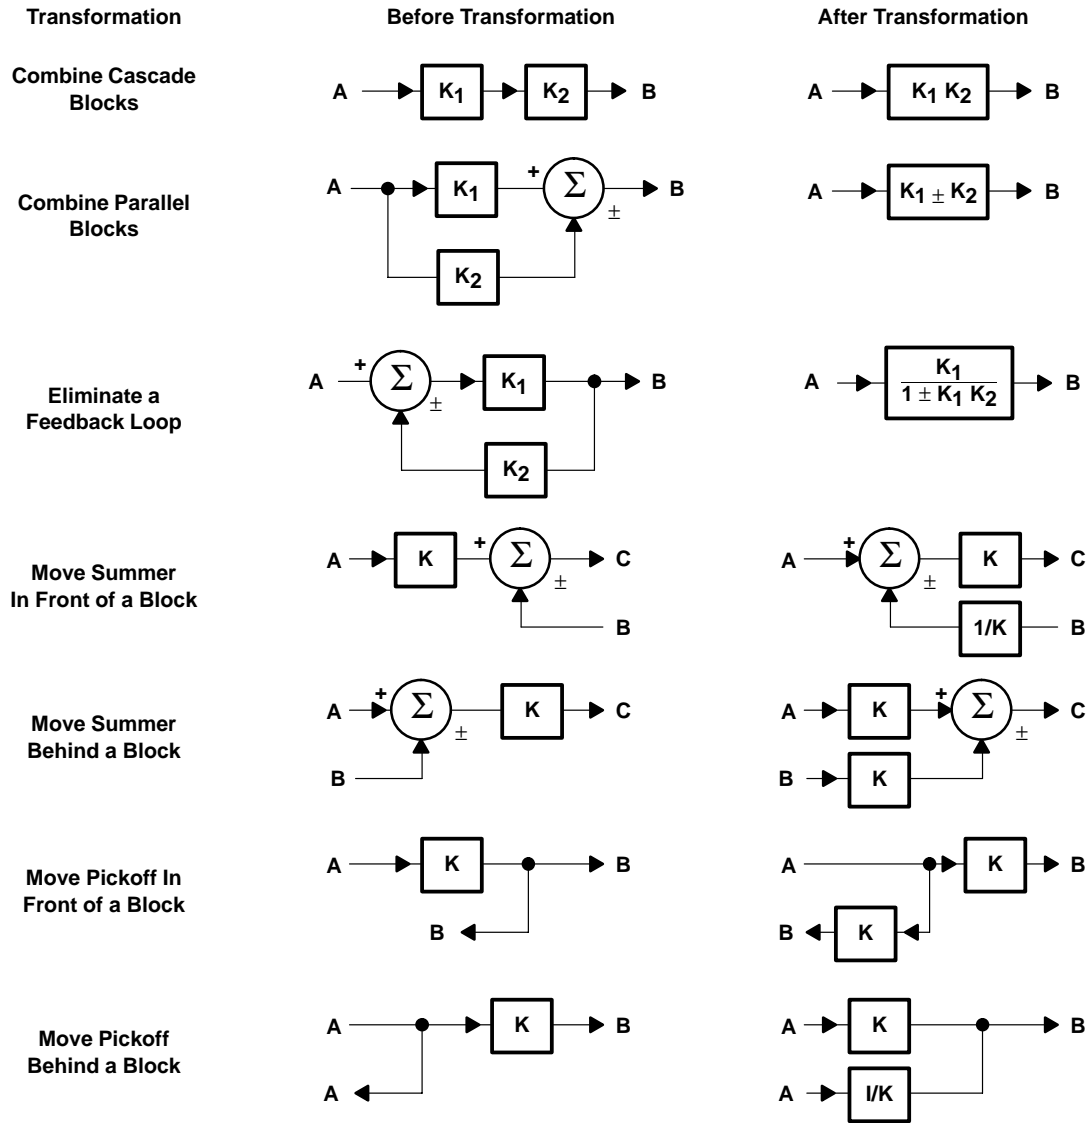 Transformation Before Transformation After Transformation
Combine Cascade
Blocks
A K1 K2 B
A K1 K2 B
Combine Parallel
Blocks
A K1 + Σ ± B
K2
A K1 ± K2 B
Eliminate a
Feedback Loop
A + Σ ± K1 B
K2
A K1 B
1 ± K1 K2
Move Summer
In Front of a Block
A K + Σ ± C
B
A + Σ ± K C
1/K B
Move Summer
Behind a Block
A + Σ ± K C
B
A K + Σ ± C
B K
Move Pickoff In
Front of a Block
A K B
B
A K B
B K
Move Pickoff
Behind a Block
A K B
A
A K B
A I/K